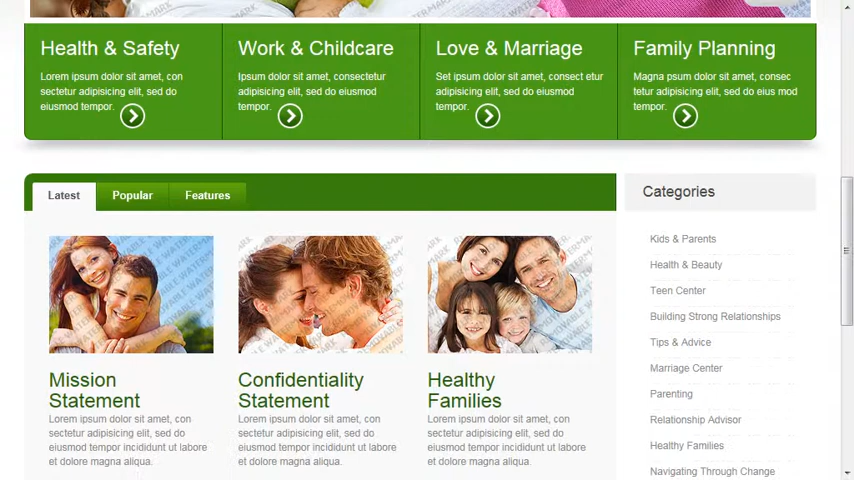 Health & Safety
Lorem ipsum dolor sit amet, con
sectetur adipisicing elit, sed do
eiusmod tempor.
Work & Childcare
Ipsum dolor sit amet, consectetur
adipisicing elit, sed do eiusmod
tempor.
Love & Marriage
Set ipsum dolor sit amet, consect etur
adipisicing elit, sed do eiusmod
tempor.
Family Planning
Magna psum dolor sit amet, consec
tetur adipisicing elit, sed do eius mod
tempor.
Latest
Popular
Features
Mission
Statement
Lorem ipsum dolor sit amet, con
sectetur adipisicing elit, sed do
eiusmod tempor incididunt ut labore
et dolore magna aliqua.
Confidentiality
Statement
Lorem ipsum dolor sit amet, con
sectetur adipisicing elit, sed do
eiusmod tempor incididunt ut labore
et dolore magna aliqua.
Healthy
Families
Lorem ipsum dolor sit amet, con
sectetur adipisicing elit, sed do
eiusmod tempor incididunt ut labore
et dolore magna aliqua.
Categories
Kids & Parents
Health & Beauty
Teen Center
Building Strong Relationships
Tips & Advice
Marriage Center
Parenting
Relationship Advisor
Healthy Families
Navigating Through Change